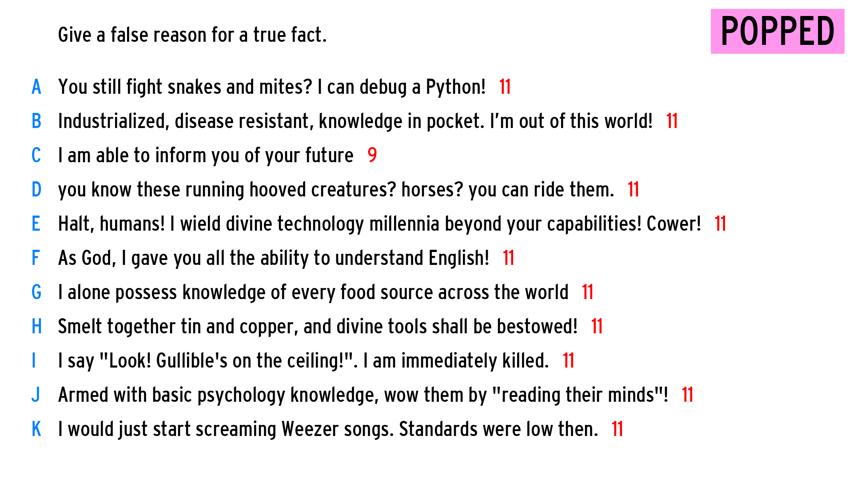 Give a false reason for a true fact.
POPPED
A You still fight snakes and mites? I can debug a Python! 11
B Industrialized, disease resistant, knowledge in pocket. I'm out of this world! 11
C I am able to inform you of your future 9
D you know these running hooved creatures? horses? you can ride them. 11
E Halt, humans! I wield divine technology millennia beyond your capabilities! Cower! 11
F As God, I gave you all the ability to understand English! 11
G I alone possess knowledge of every food source across the world 11
H Smelt together tin and copper, and divine tools shall be bestowed! 11
I I say "Look! Gullible's on the ceiling!". I am immediately killed. 11
J Armed with basic psychology knowledge, wow them by "reading their minds"! 11
K I would just start screaming Weezer songs. Standards were low then. 11